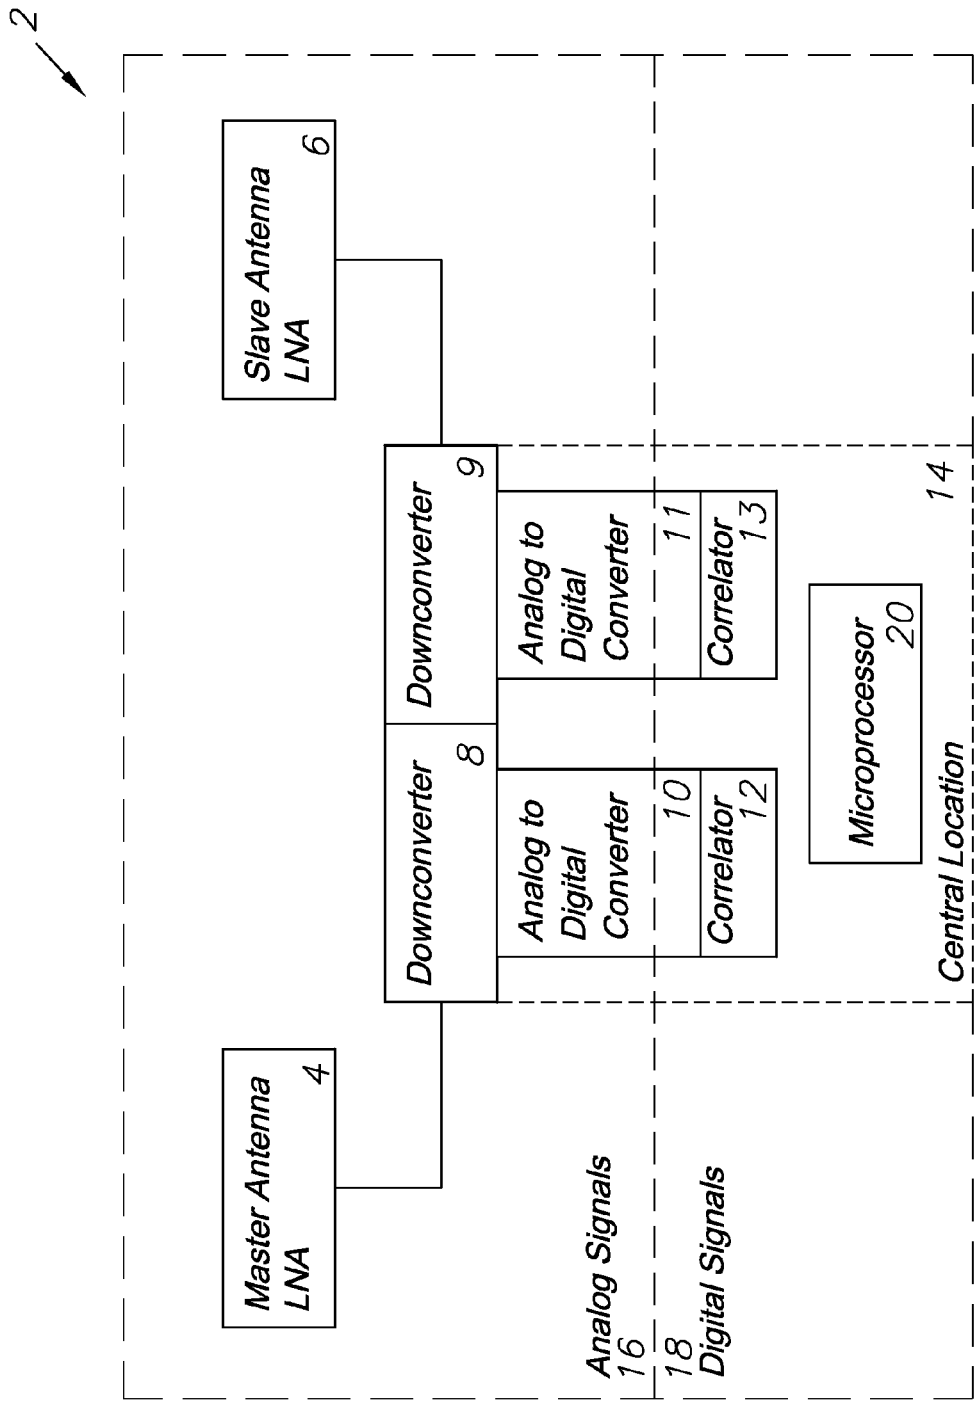 2
Master Antenna
LNA
4
Slave Antenna
LNA
6
Downconverter
8
Downconverter
9
Analog to
Digital
Converter
10
Analog to
Digital
Converter
11
Analog Signals
16
18
Digital Signals
Correlator
12
Correlator
13
Microprocessor
20
Central Location
14